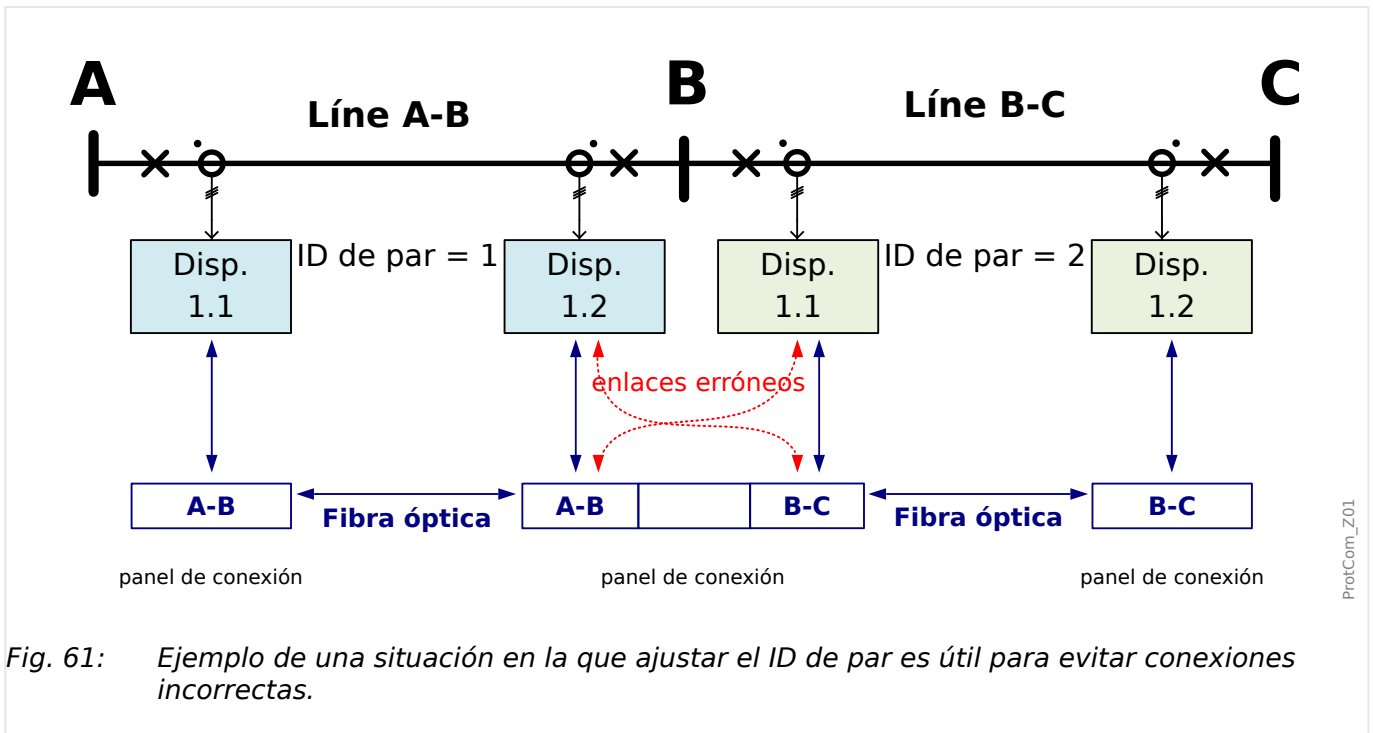 A
B
C
Líne A-B
Líne B-C
Disp.
1.1
ID de par = 1
Disp.
1.2
Disp.
1.1
ID de par = 2
Disp.
1.2
enlaces erróneos
A-B
Fibra óptica
A-B
B-C
Fibra óptica
B-C
panel de conexión
panel de conexión
panel de conexión
ProtCom_Z01
Fig. 61: Ejemplo de una situación en la que ajustar el ID de par es útil para evitar conexiones
incorrectas.